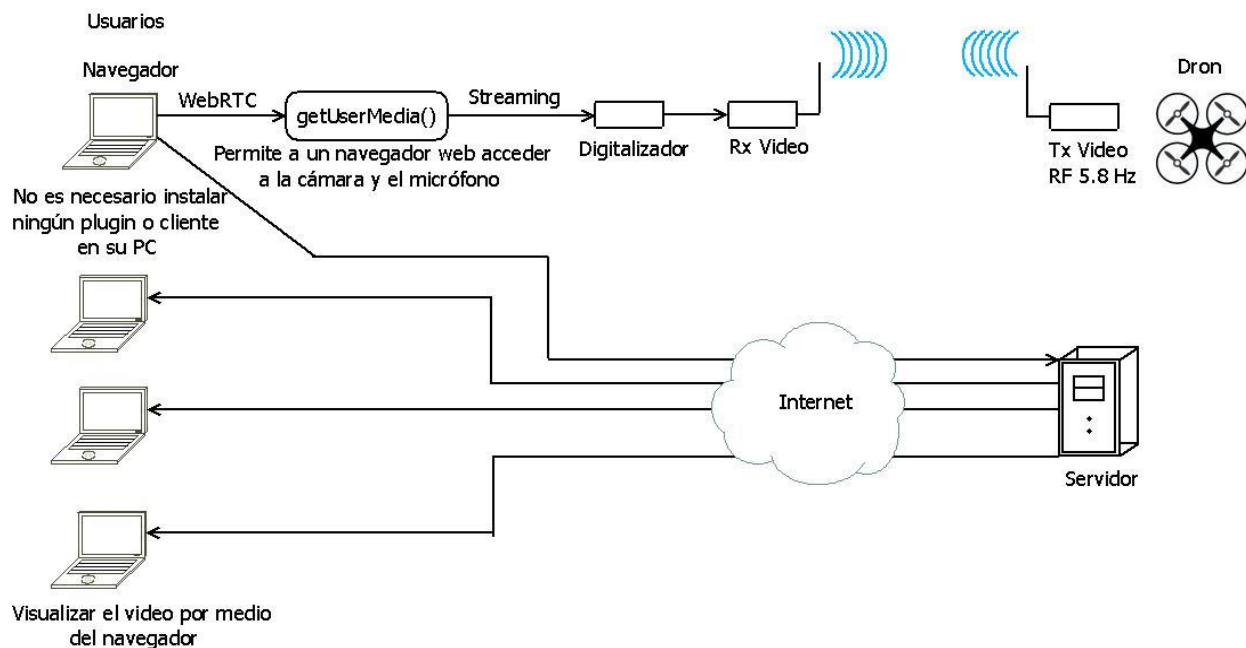 Usuarios
Navegador
WebRTC
getUserMedia()
Streaming
Permite a un navegador web acceder
a la cámara y el micrófono
Digitalizador
Rx Video
Dron
Tx Video
RF 5.8 Hz
No es necesario instalar
ningún plugin o cliente
en su PC
Internet
Servidor
Visualizar el video por medio
del navegador